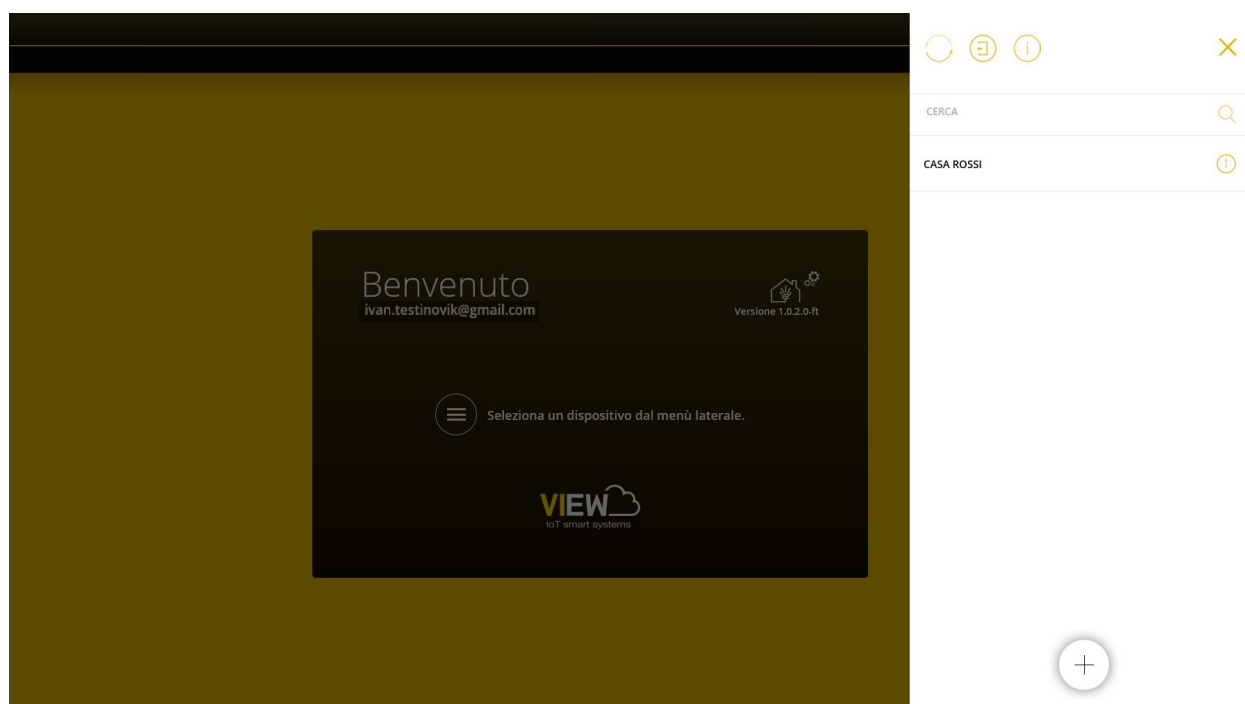 CERCA
CASA ROSSI
Benvenuto
ivan.testinovik@gmail.com
Versione 1.0.2.0-ft
Seleziona un dispositivo dal menù laterale.
VIEW
IoT smart systems